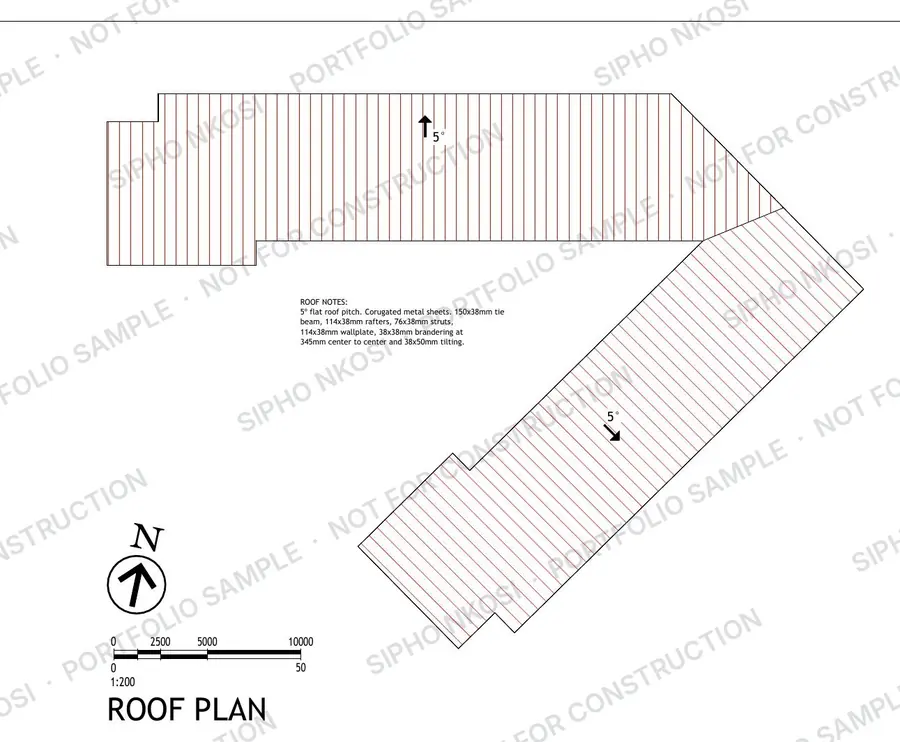 SIPHO NKOSI · PORTFOLIO SAMPLE · NOT FOR CONSTRUCTION
5°
ROOF NOTES:
5° flat roof pitch. Corugated metal sheets. 150x38mm tie
beam, 114x38mm rafters, 76x38mm struts,
114x38mm wallplate, 38x38mm brandering at
345mm center to center and 38x50mm tilting.
5°
N
0 2500 5000 10000
0 50
1:200
ROOF PLAN